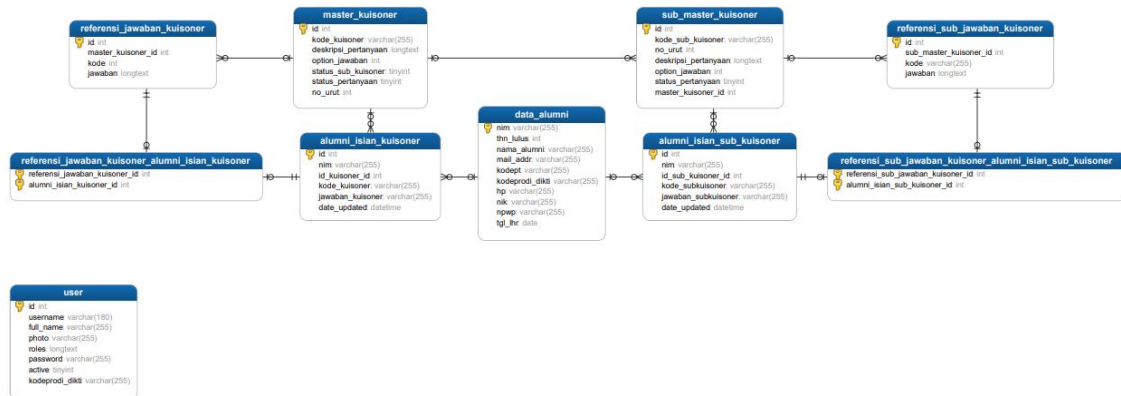 referensi_jawaban_kuisoner
id int
master_kuisoner_id int
kode int
jawaban longtext
master_kuisoner
id int
kode_kuisoner varchar(255)
deskripsi_pertanyaan longtext
option_jawaban int
status_sub_kuisoner tinyint
status_pertanyaan tinyint
no_urut int
sub_master_kuisoner
id int
kode_sub_kuisoner varchar(255)
no_urut int
deskripsi_pertanyaan longtext
option_jawaban int
status_pertanyaan tinyint
master_kuisoner_id int
referensi_sub_jawaban_kuisoner
id int
sub_master_kuisoner_id int
kode varchar(255)
jawaban longtext
referensi_jawaban_kuisoner_alumni_isian_kuisoner
referensi_jawaban_kuisoner_id int
alumni_isian_kuisoner_id int
alumni_isian_kuisoner
id int
nim varchar(255)
id_kuisoner_id int
kode_kuisoner varchar(255)
jawaban_kuisoner varchar(255)
date_updated datetime
data_alumni
nim varchar(255)
thn_lulus int
nama_alumni varchar(255)
mail_addr varchar(255)
kodept varchar(255)
kodeprodi_dikti varchar(255)
hp varchar(255)
nik varchar(255)
npwp varchar(255)
tgl_lhr date
alumni_isian_sub_kuisoner
id int
nim varchar(255)
id_sub_kuisoner_id int
kode_subkuisoner varchar(255)
jawaban_subkuisoner varchar(255)
date_updated datetime
referensi_sub_jawaban_kuisoner_alumni_isian_sub_kuisoner
referensi_sub_jawaban_kuisoner_id int
alumni_isian_sub_kuisoner_id int
user
id int
username varchar(180)
full_name varchar(255)
photo varchar(255)
roles longtext
password varchar(255)
active tinyint
kodeprodi_dikti varchar(255)